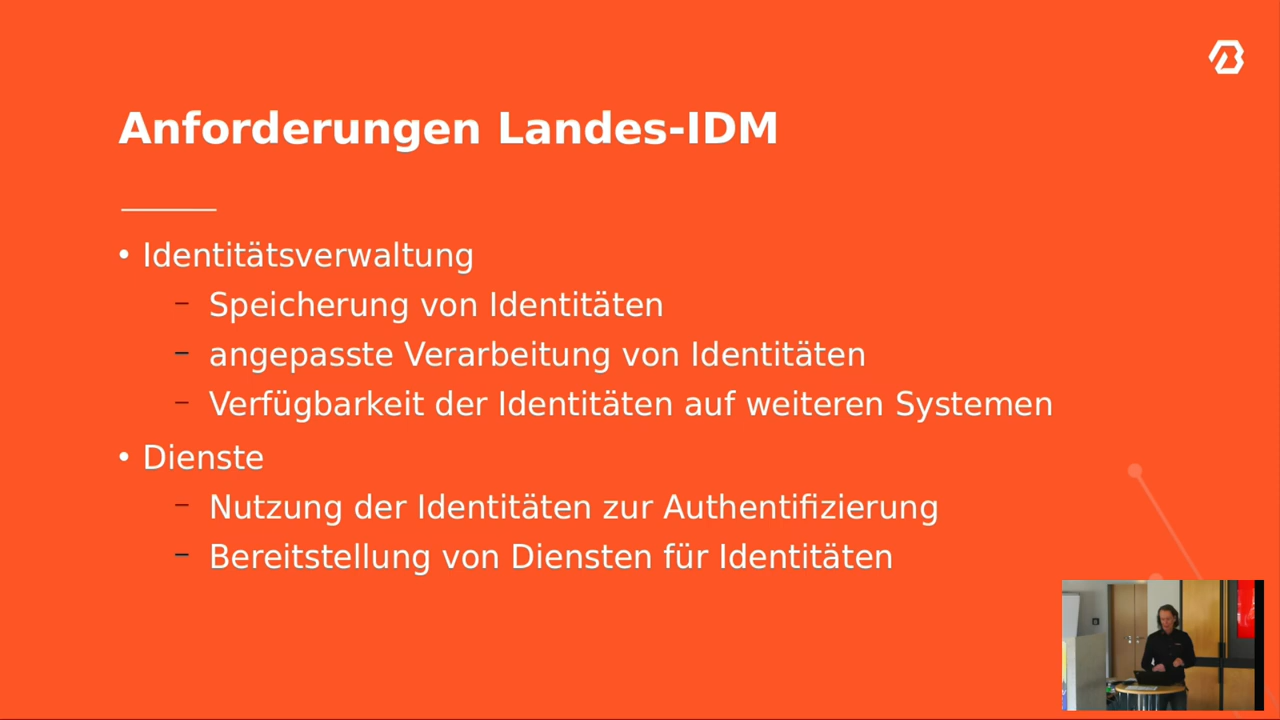 Anforderungen Landes-IDM
• Identitätsverwaltung
– Speicherung von Identitäten
– angepasste Verarbeitung von Identitäten
– Verfügbarkeit der Identitäten auf weiteren Systemen
• Dienste
– Nutzung der Identitäten zur Authentifizierung
– Bereitstellung von Diensten für Identitäten